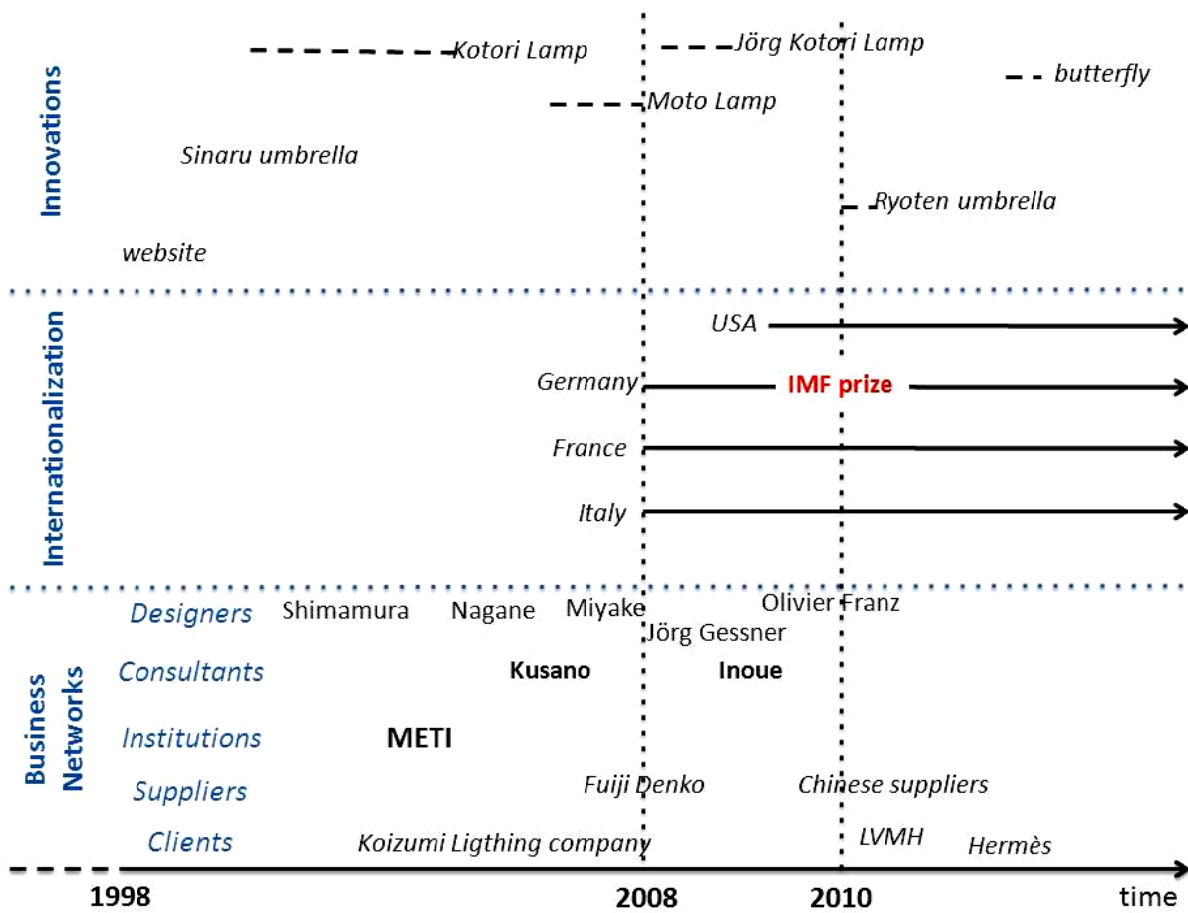 Innovations
Kotori Lamp
Jörg Kotori Lamp
butterfly
Moto Lamp
Sinaru umbrella
Ryoten umbrella
website
Internationalization
USA
Germany
IMF prize
France
Italy
Business
Networks
Designers
Shimamura
Nagane
Miyake
Olivier Franz
Jörg Gessner
Consultants
Kusano
Inoue
Institutions
METI
Suppliers
Fuiji Denko
Chinese suppliers
Clients
Koizumi Ligthing company
LVMH
Hermès
1998
2008
2010
time